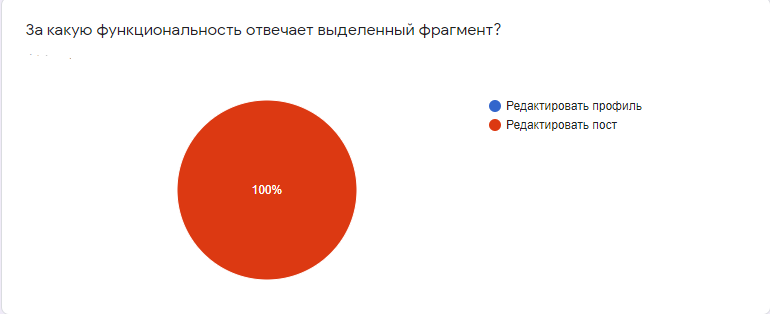 За какую функциональность отвечает выделенный фрагмент?
Редактировать профиль
Редактировать пост
100%